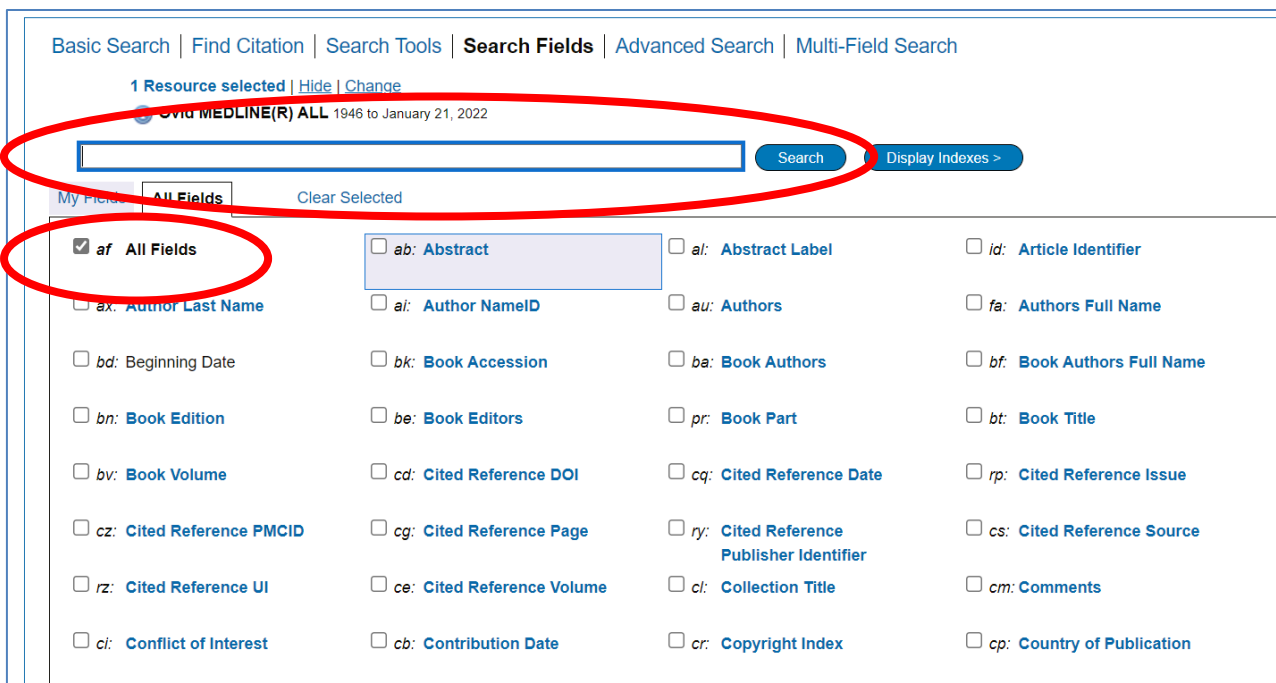 Basic Search | Find Citation | Search Tools | Search Fields | Advanced Search | Multi-Field Search
1 Resource selected | Hide | Change
Ovid MEDLINE(R) ALL 1946 to January 21, 2022
Search Display Indexes >
My Fields All Fields Clear Selected
af All Fields ab: Abstract al: Abstract Label id: Article Identifier
ax: Author Last Name ai: Author NameID au: Authors fa: Authors Full Name
bd: Beginning Date bk: Book Accession ba: Book Authors bf: Book Authors Full Name
bn: Book Edition be: Book Editors pr: Book Part bt: Book Title
bv: Book Volume cd: Cited Reference DOI cq: Cited Reference Date rp: Cited Reference Issue
cz: Cited Reference PMCID cg: Cited Reference Page ry: Cited Reference cs: Cited Reference Source
Publisher Identifier
rz: Cited Reference UI ce: Cited Reference Volume cl: Collection Title cm: Comments
ci: Conflict of Interest cb: Contribution Date cr: Copyright Index cp: Country of Publication